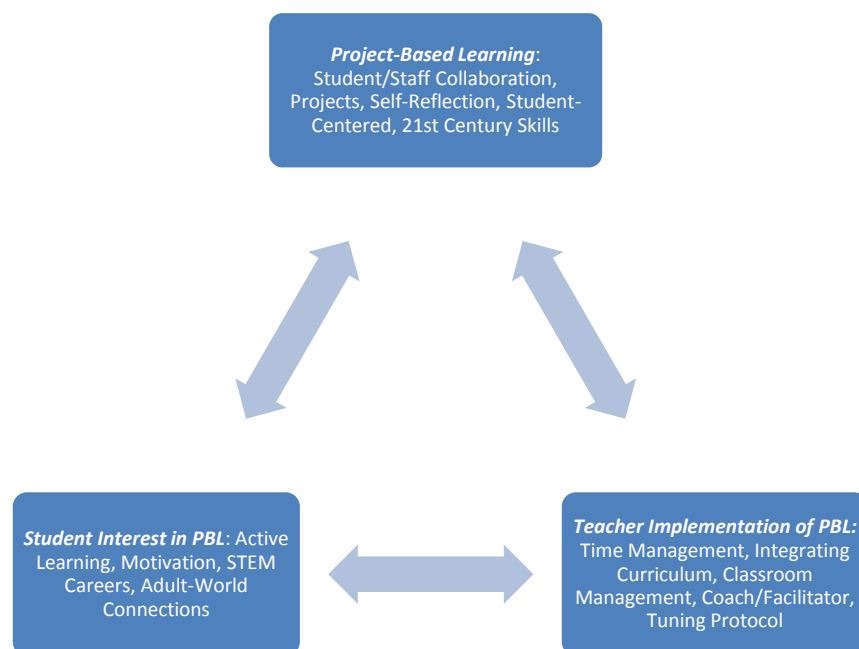 Project-Based Learning:
Student/Staff Collaboration,
Projects, Self-Reflection, Student-
Centered, 21st Century Skills
Student Interest in PBL: Active
Learning, Motivation, STEM
Careers, Adult-World
Connections
Teacher Implementation of PBL:
Time Management, Integrating
Curriculum, Classroom
Management, Coach/Facilitator,
Tuning Protocol